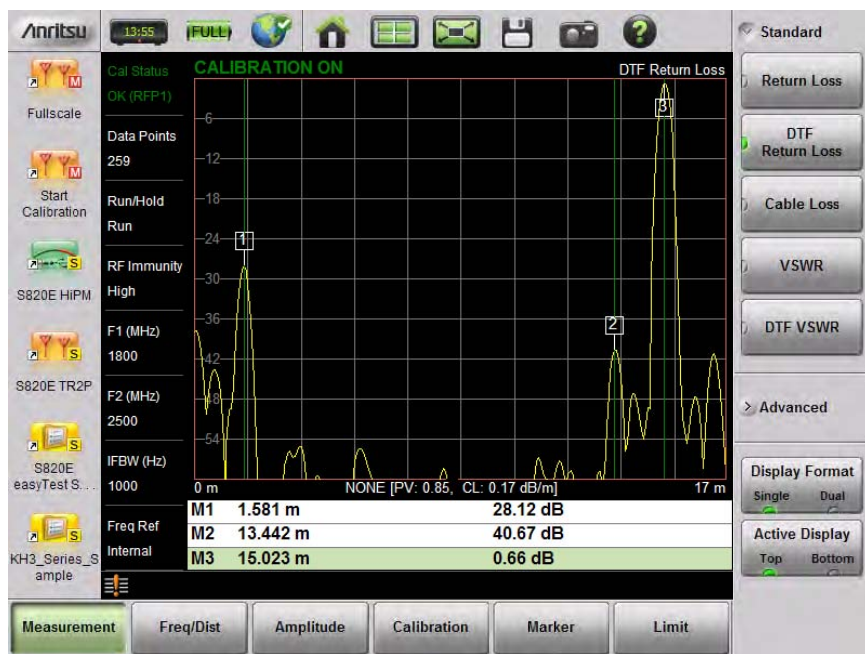 Anritsu
13:55
FULL
?
M
Fullscale
M
Start
Calibration
S
S820E HiPM
S
S820E TR2P
S
S820E
easyTest S...
S
KH3_Series_S
ample
Cal Status
OK (RFP1)
Data Points
259
Run/Hold
Run
RF Immunity
High
F1 (MHz)
1800
F2 (MHz)
2500
IFBW (Hz)
1000
Freq Ref
Internal
CALIBRATION ON
DTF Return Loss
-6
-12
-18
-24
-30
-36
-42
-48
-54
1
2
3
0 m
NONE [PV: 0.85, CL: 0.17 dB/m]
17 m
M1 1.581 m 28.12 dB
M2 13.442 m 40.67 dB
M3 15.023 m 0.66 dB
Standard
Return Loss
DTF
Return Loss
Cable Loss
VSWR
DTF VSWR
> Advanced
Display Format
Single Dual
Active Display
Top Bottom
Measurement
Freq/Dist
Amplitude
Calibration
Marker
Limit